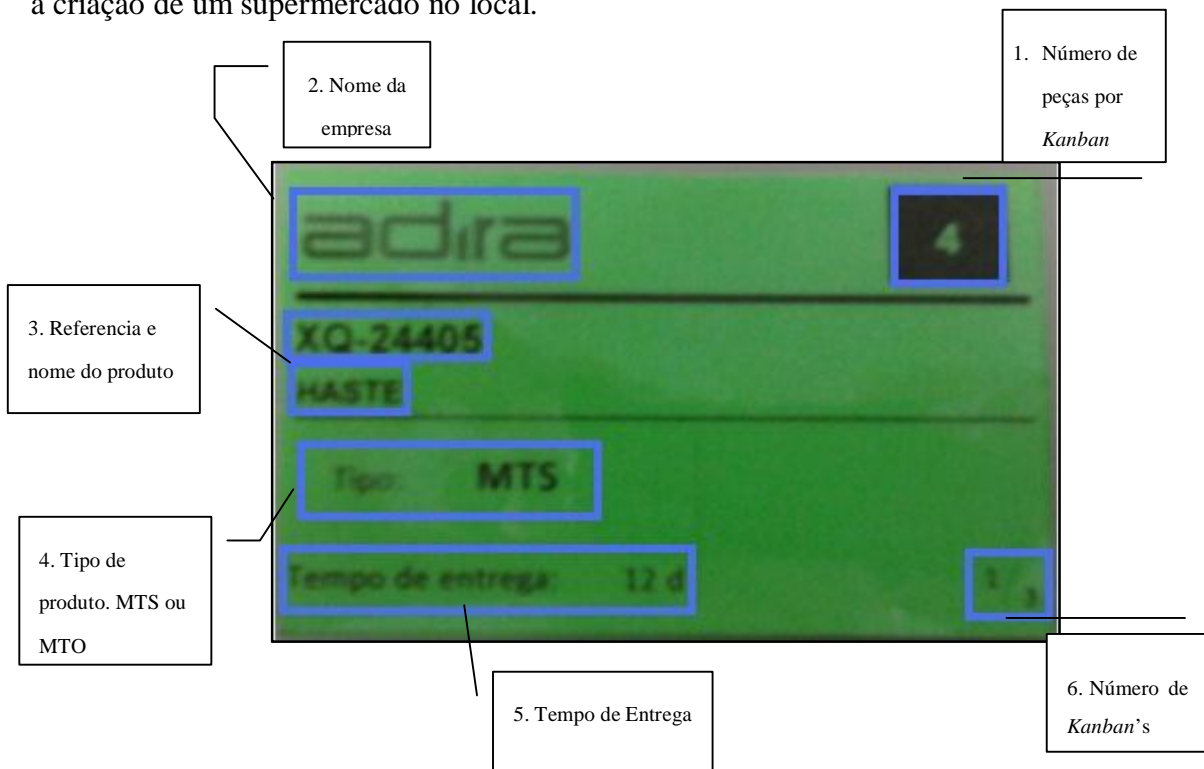 a criação de um supermercado no local.
1. Número de
peças por
Kanban
2. Nome da
empresa
adira
4
3. Referencia e
nome do produto
XQ-24405
HASTE
Tipo: MTS
4. Tipo de
produto. MTS ou
MTO
Tempo de entrega: 12 d
1/3
5. Tempo de Entrega
6. Número de
Kanban's